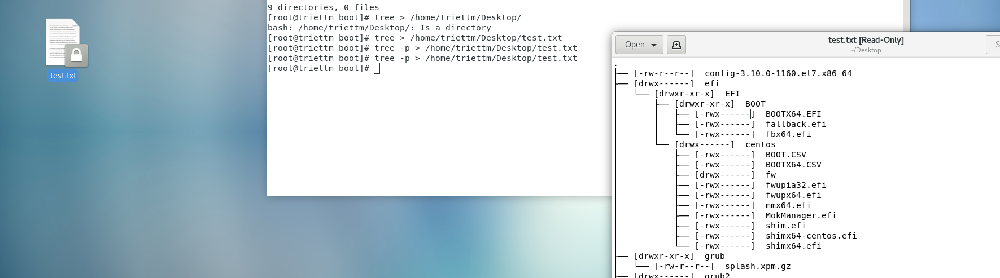 test.txt
9 directories, 0 files
[root@triettm boot]# tree > /home/triettm/Desktop/
bash: /home/triettm/Desktop/: Is a directory
[root@triettm boot]# tree > /home/triettm/Desktop/test.txt
[root@triettm boot]# tree -p > /home/triettm/Desktop/test.txt
[root@triettm boot]# tree -p > /home/triettm/Desktop/test.txt
[root@triettm boot]#
Open
test.txt [Read-Only]
~/Desktop
S
.
├── [-rw-r--r--]  config-3.10.0-1160.el7.x86_64
├── [drwx------]  efi
│   └── [drwxr-xr-x]  EFI
│       ├── [drwxr-xr-x]  BOOT
│       │   ├── [-rwx------]  BOOTX64.EFI
│       │   ├── [-rwx------]  fallback.efi
│       │   └── [-rwx------]  fbx64.efi
│       └── [drwx------]  centos
│           ├── [-rwx------]  BOOT.CSV
│           ├── [-rwx------]  BOOTX64.CSV
│           ├── [drwx------]  fw
│           ├── [-rwx------]  fwupia32.efi
│           ├── [-rwx------]  fwupx64.efi
│           ├── [-rwx------]  mmx64.efi
│           ├── [-rwx------]  MokManager.efi
│           ├── [-rwx------]  shim.efi
│           ├── [-rwx------]  shimx64-centos.efi
│           └── [-rwx------]  shimx64.efi
├── [drwxr-xr-x]  grub
│   └── [-rw-r--r--]  splash.xpm.gz
├── [drwx------]  grub2